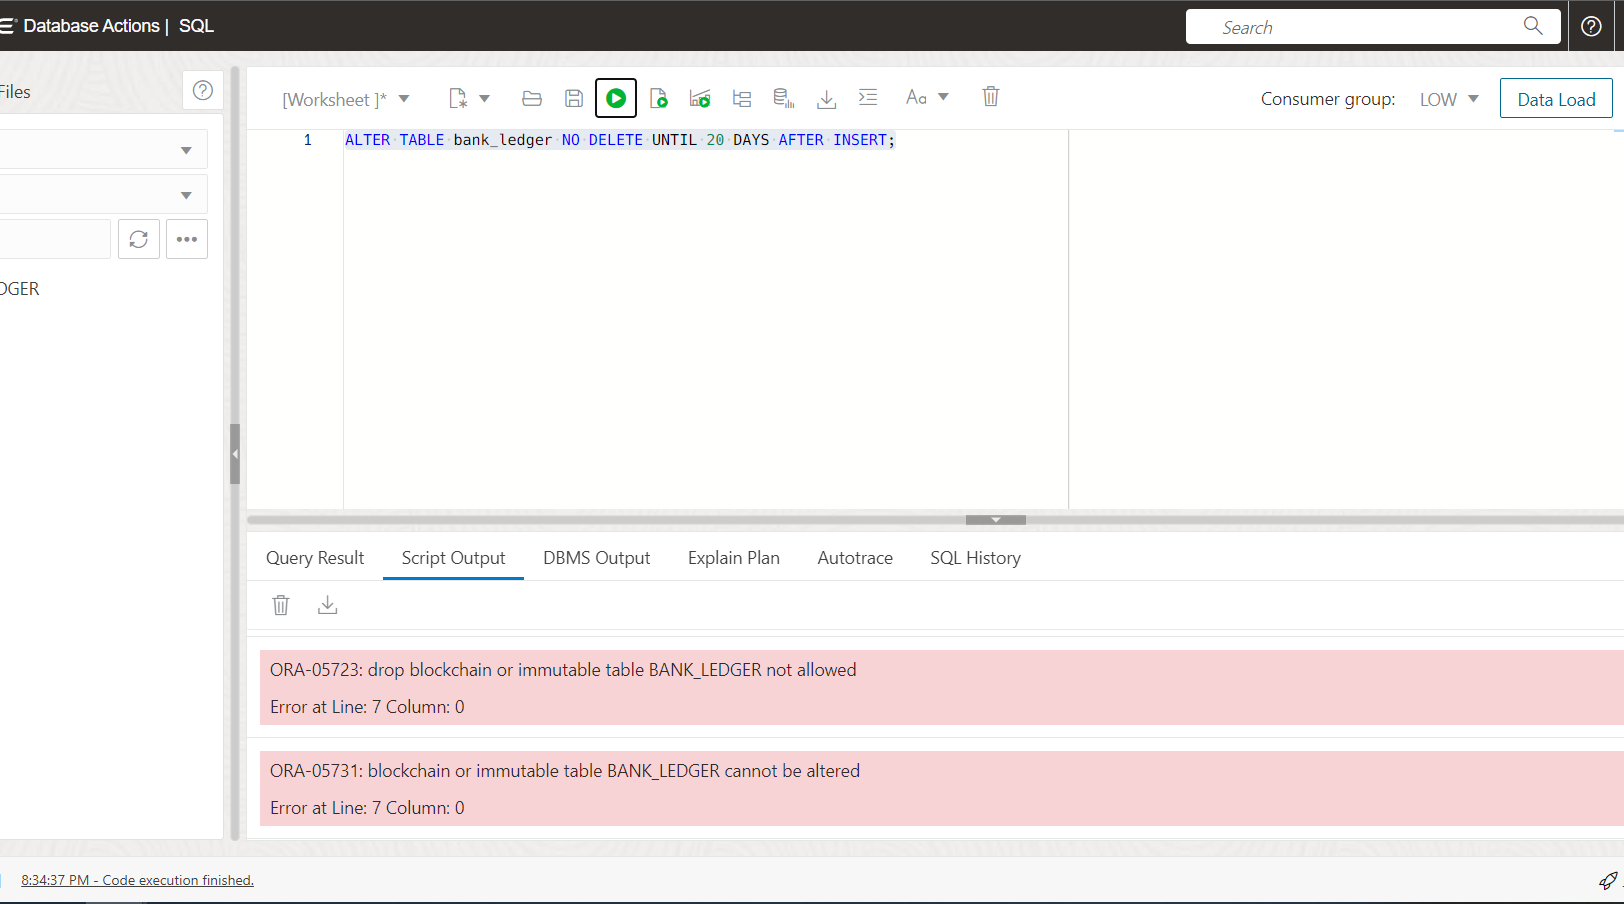 Database Actions | SQL
Search
Files
[Worksheet ]*
Aa
Consumer group: LOW
Data Load
1 ALTER TABLE bank_ledger NO DELETE UNTIL 20 DAYS AFTER INSERT;
DGER
Query Result Script Output DBMS Output Explain Plan Autotrace SQL History
ORA-05723: drop blockchain or immutable table BANK_LEDGER not allowed
Error at Line: 7 Column: 0
ORA-05731: blockchain or immutable table BANK_LEDGER cannot be altered
Error at Line: 7 Column: 0
8:34:37 PM - Code execution finished.